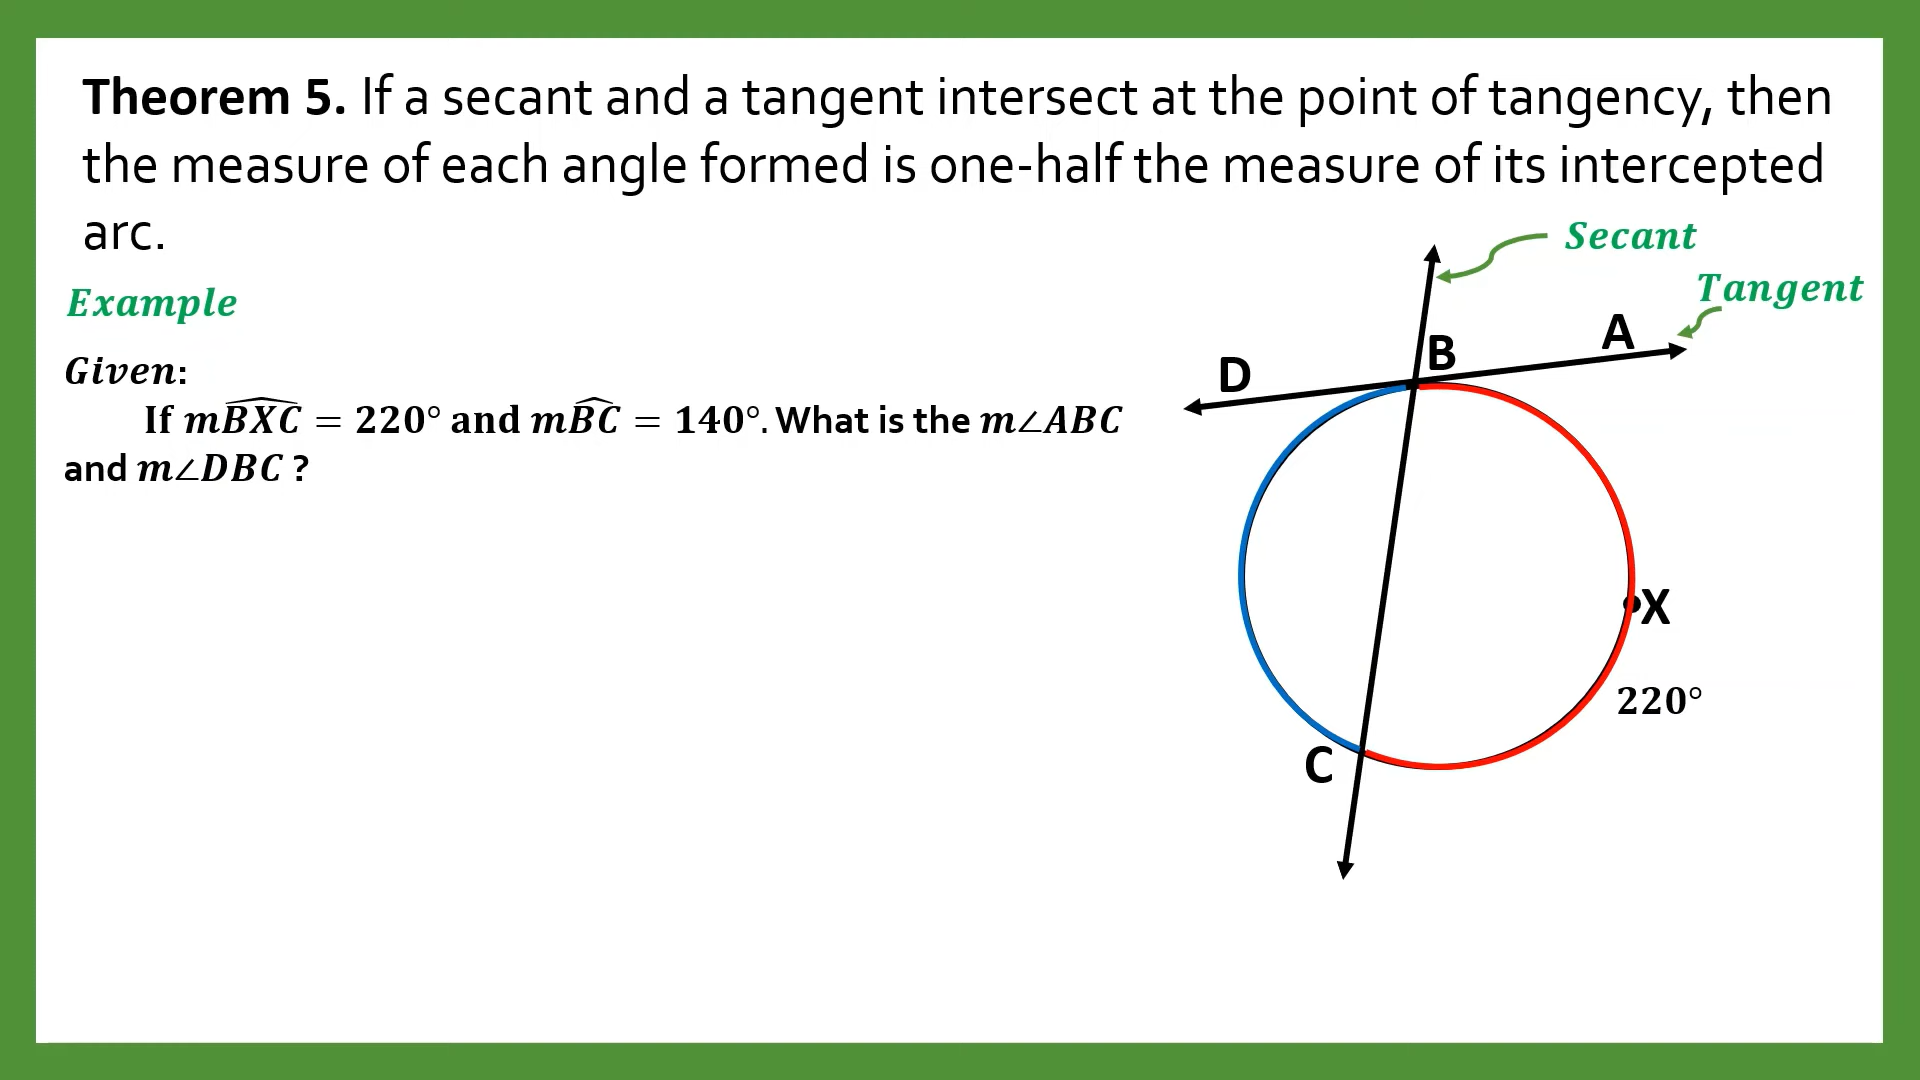 Theorem 5. If a secant and a tangent intersect at the point of tangency, then
the measure of each angle formed is one-half the measure of its intercepted
arc.
Secant
Tangent
Example
A
B
D
Given:
If m\widehat{BXC} = 220° and m\widehat{BC} = 140°. What is the m∠ABC
and m∠DBC ?
X
220°
C